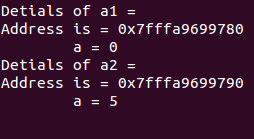 Detials of a1 =
Address is = 0x7fffa9699780
a = 0
Detials of a2 =
Address is = 0x7fffa9699790
a = 5